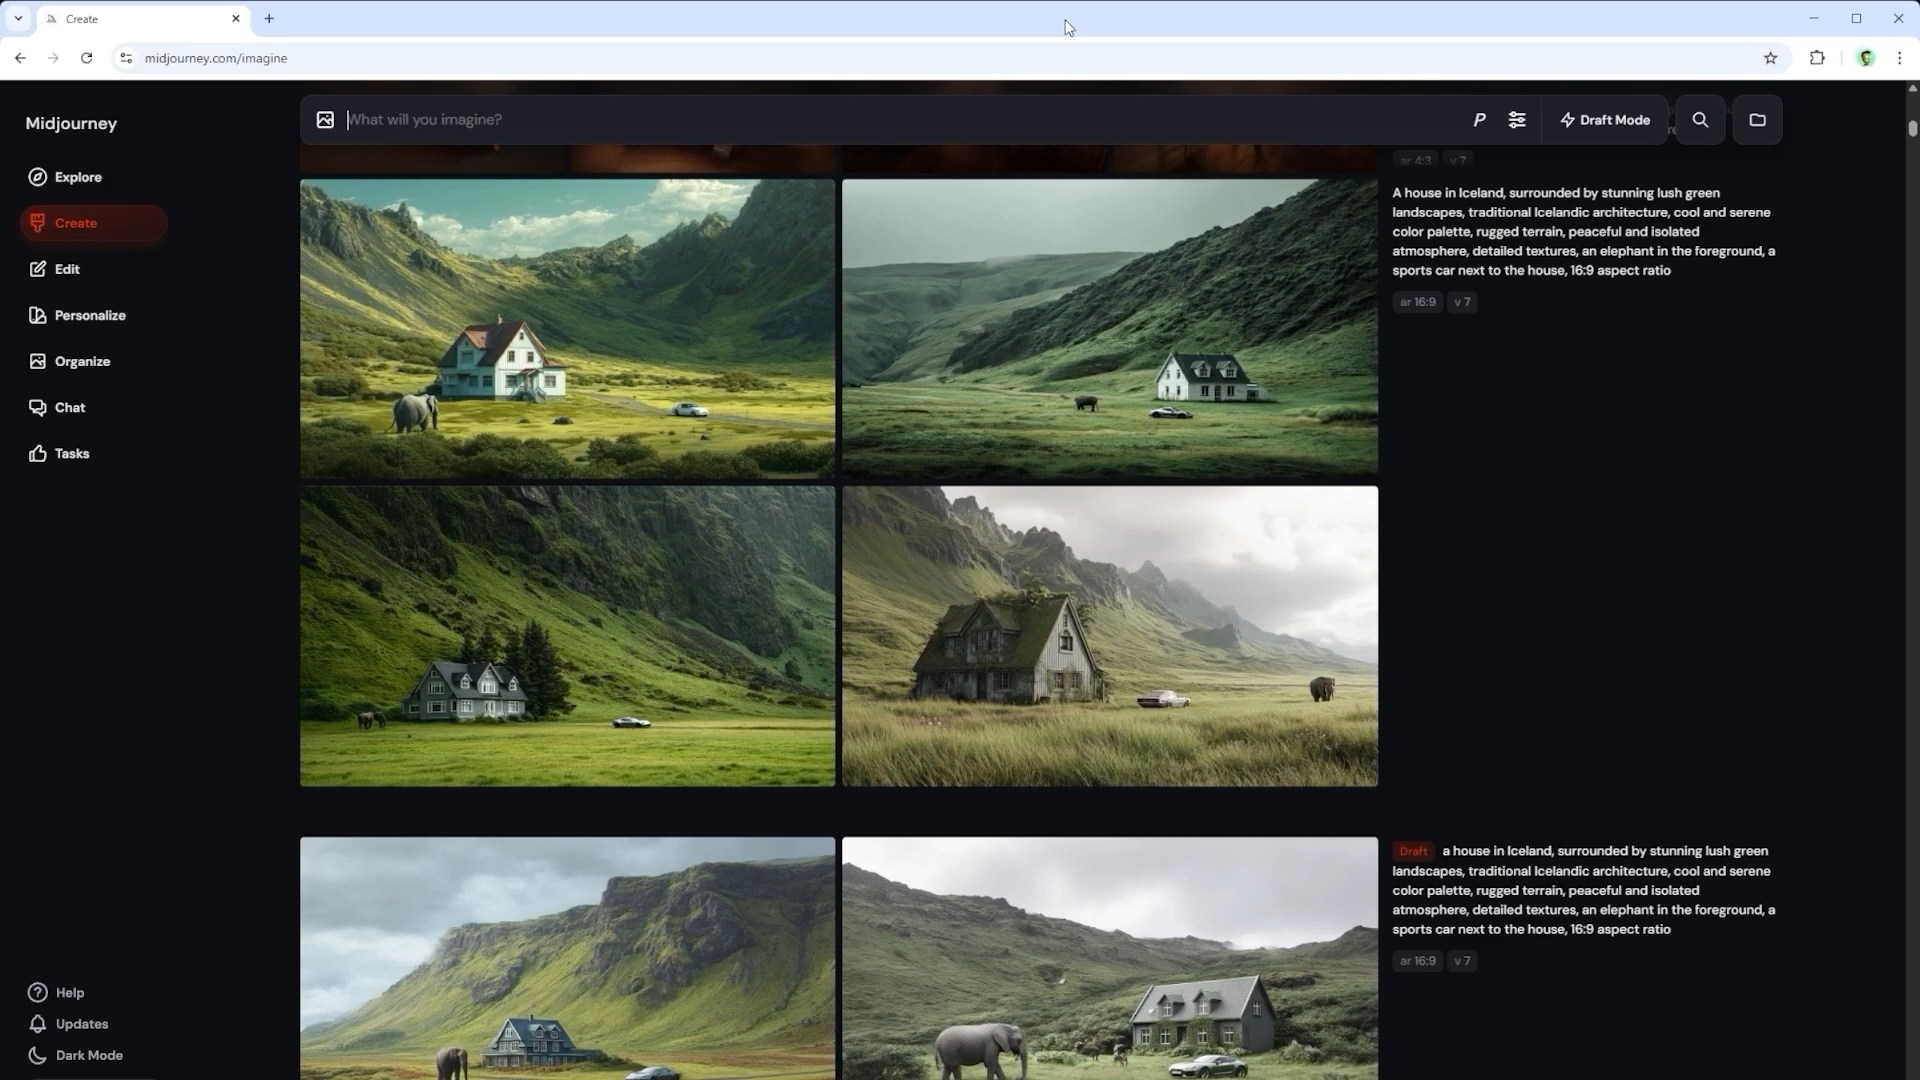 Create
midjourney.com/imagine
Midjourney
What will you imagine?
P
Draft Mode
Explore
Create
Edit
Personalize
Organize
Chat
Tasks
Help
Updates
Dark Mode
ar 4:3 v 7
A house in Iceland, surrounded by stunning lush green
landscapes, traditional Icelandic architecture, cool and serene
color palette, rugged terrain, peaceful and isolated
atmosphere, detailed textures, an elephant in the foreground, a
sports car next to the house, 16:9 aspect ratio
ar 16:9 v 7
Draft a house in Iceland, surrounded by stunning lush green
landscapes, traditional Icelandic architecture, cool and serene
color palette, rugged terrain, peaceful and isolated
atmosphere, detailed textures, an elephant in the foreground, a
sports car next to the house, 16:9 aspect ratio
ar 16:9 v 7